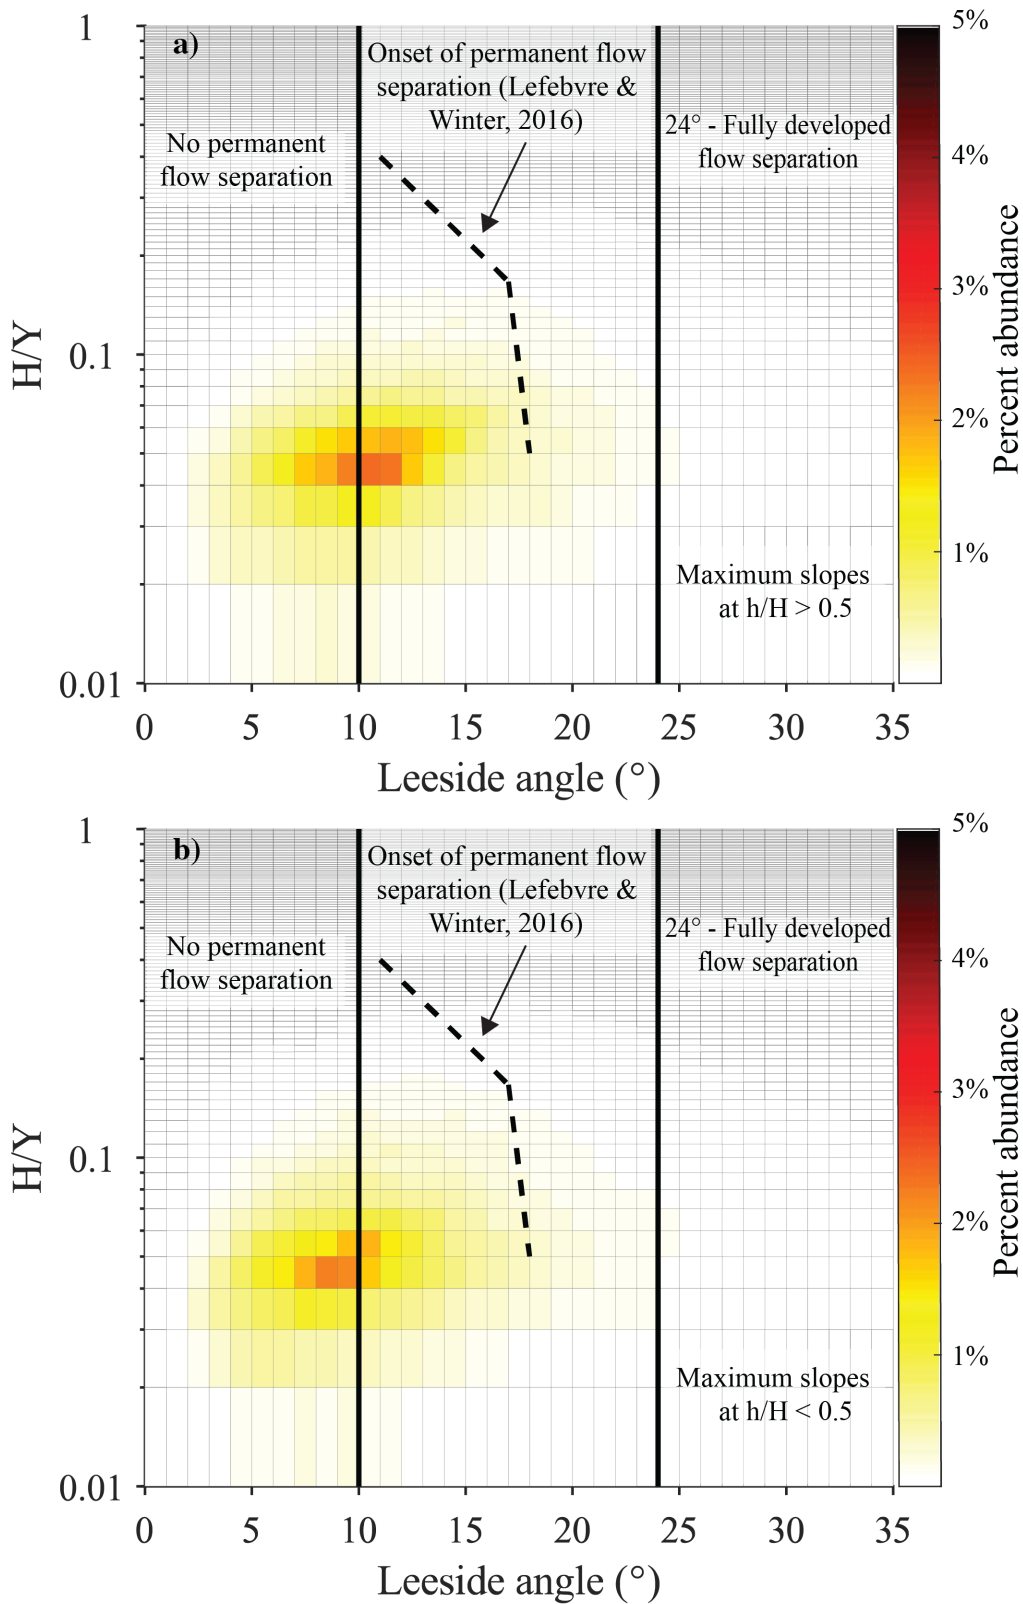 a)
Onset of permanent flow
separation (Lefebvre &
Winter, 2016)
No permanent
flow separation
24° - Fully developed
flow separation
Maximum slopes
at h/H > 0.5
H/Y
1
0.1
0.01
0 5 10 15 20 25 30 35
Leeside angle (°)
5%
4%
3%
2%
1%
Percent abundance
b)
Onset of permanent flow
separation (Lefebvre &
Winter, 2016)
No permanent
flow separation
24° - Fully developed
flow separation
Maximum slopes
at h/H < 0.5
H/Y
1
0.1
0.01
0 5 10 15 20 25 30 35
Leeside angle (°)
5%
4%
3%
2%
1%
Percent abundance